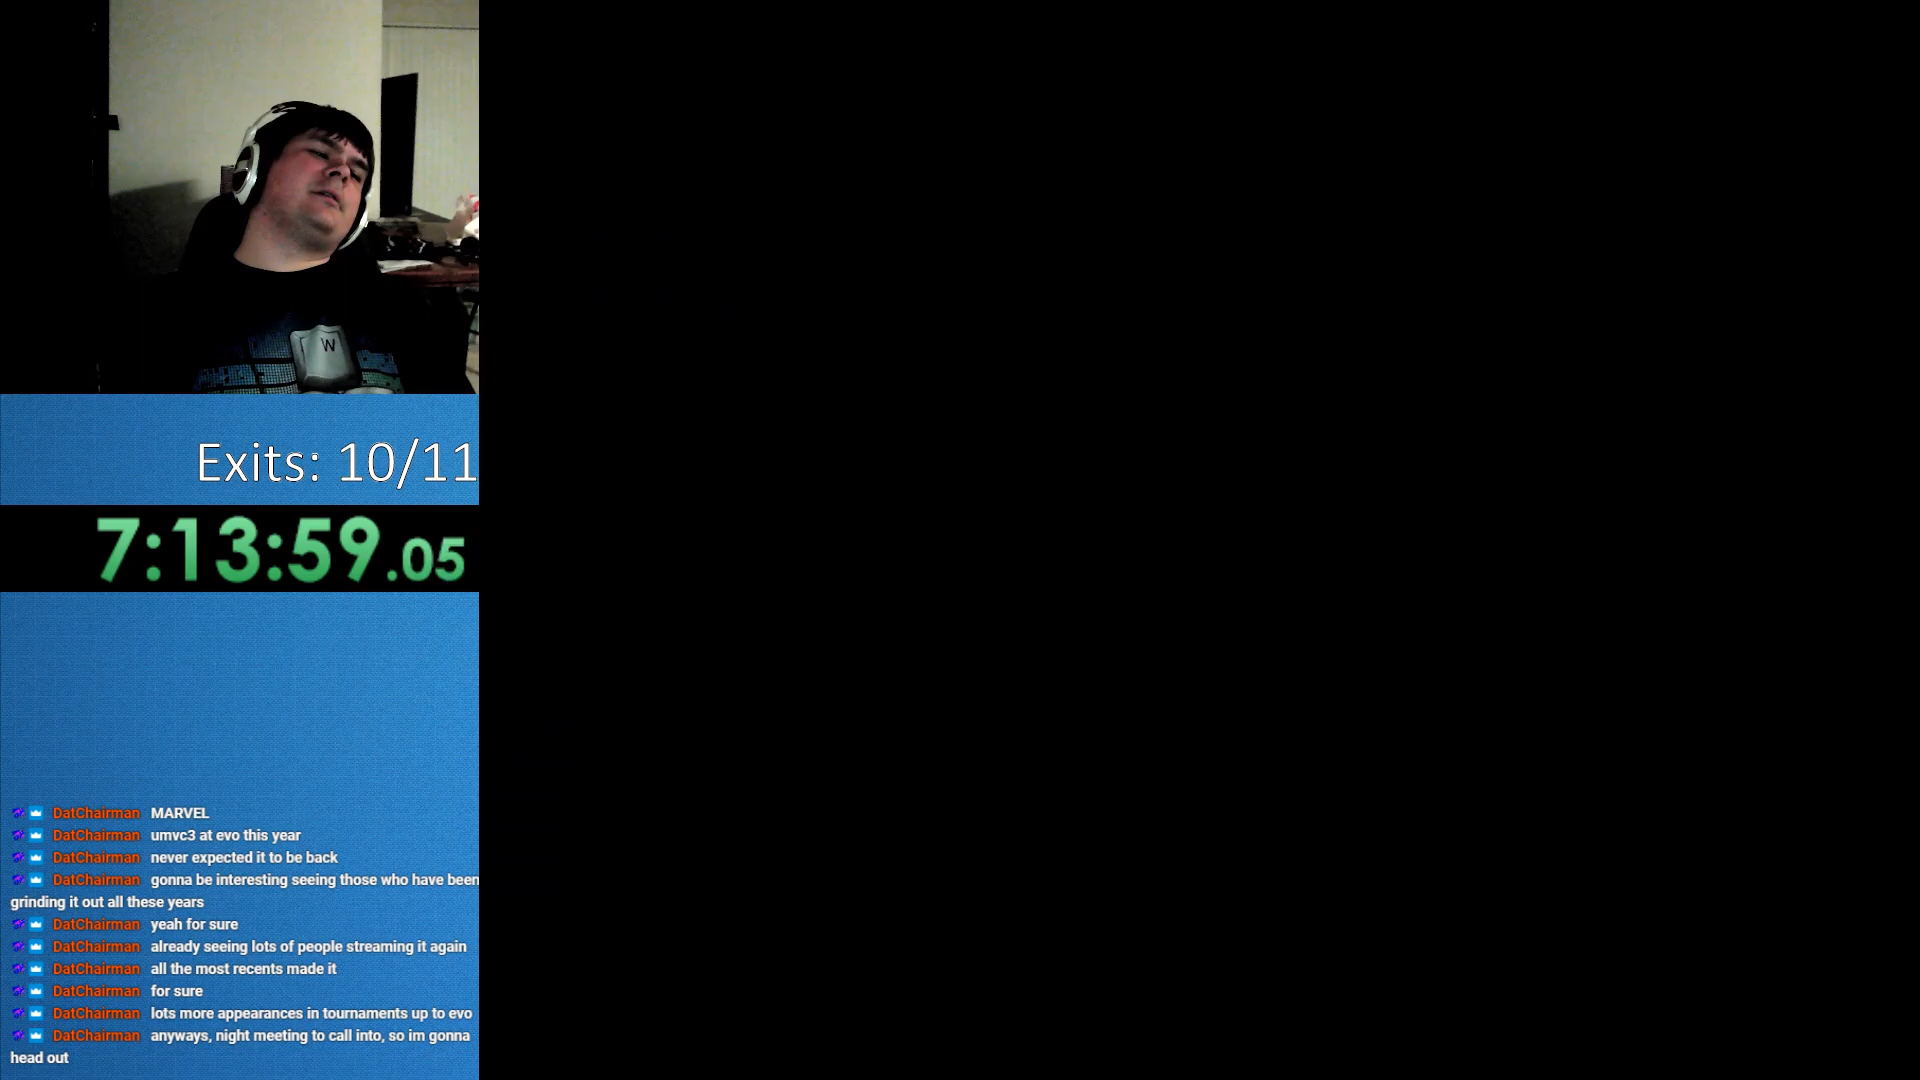 W
Exits: 10/11
7:13:59.05
DatChairman MARVEL
DatChairman umvc3 at evo this year
DatChairman never expected it to be back
DatChairman gonna be interesting seeing those who have been
grinding it out all these years
DatChairman yeah for sure
DatChairman already seeing lots of people streaming it again
DatChairman all the most recents made it
DatChairman for sure
DatChairman lots more appearances in tournaments up to evo
DatChairman anyways, night meeting to call into, so im gonna
head out